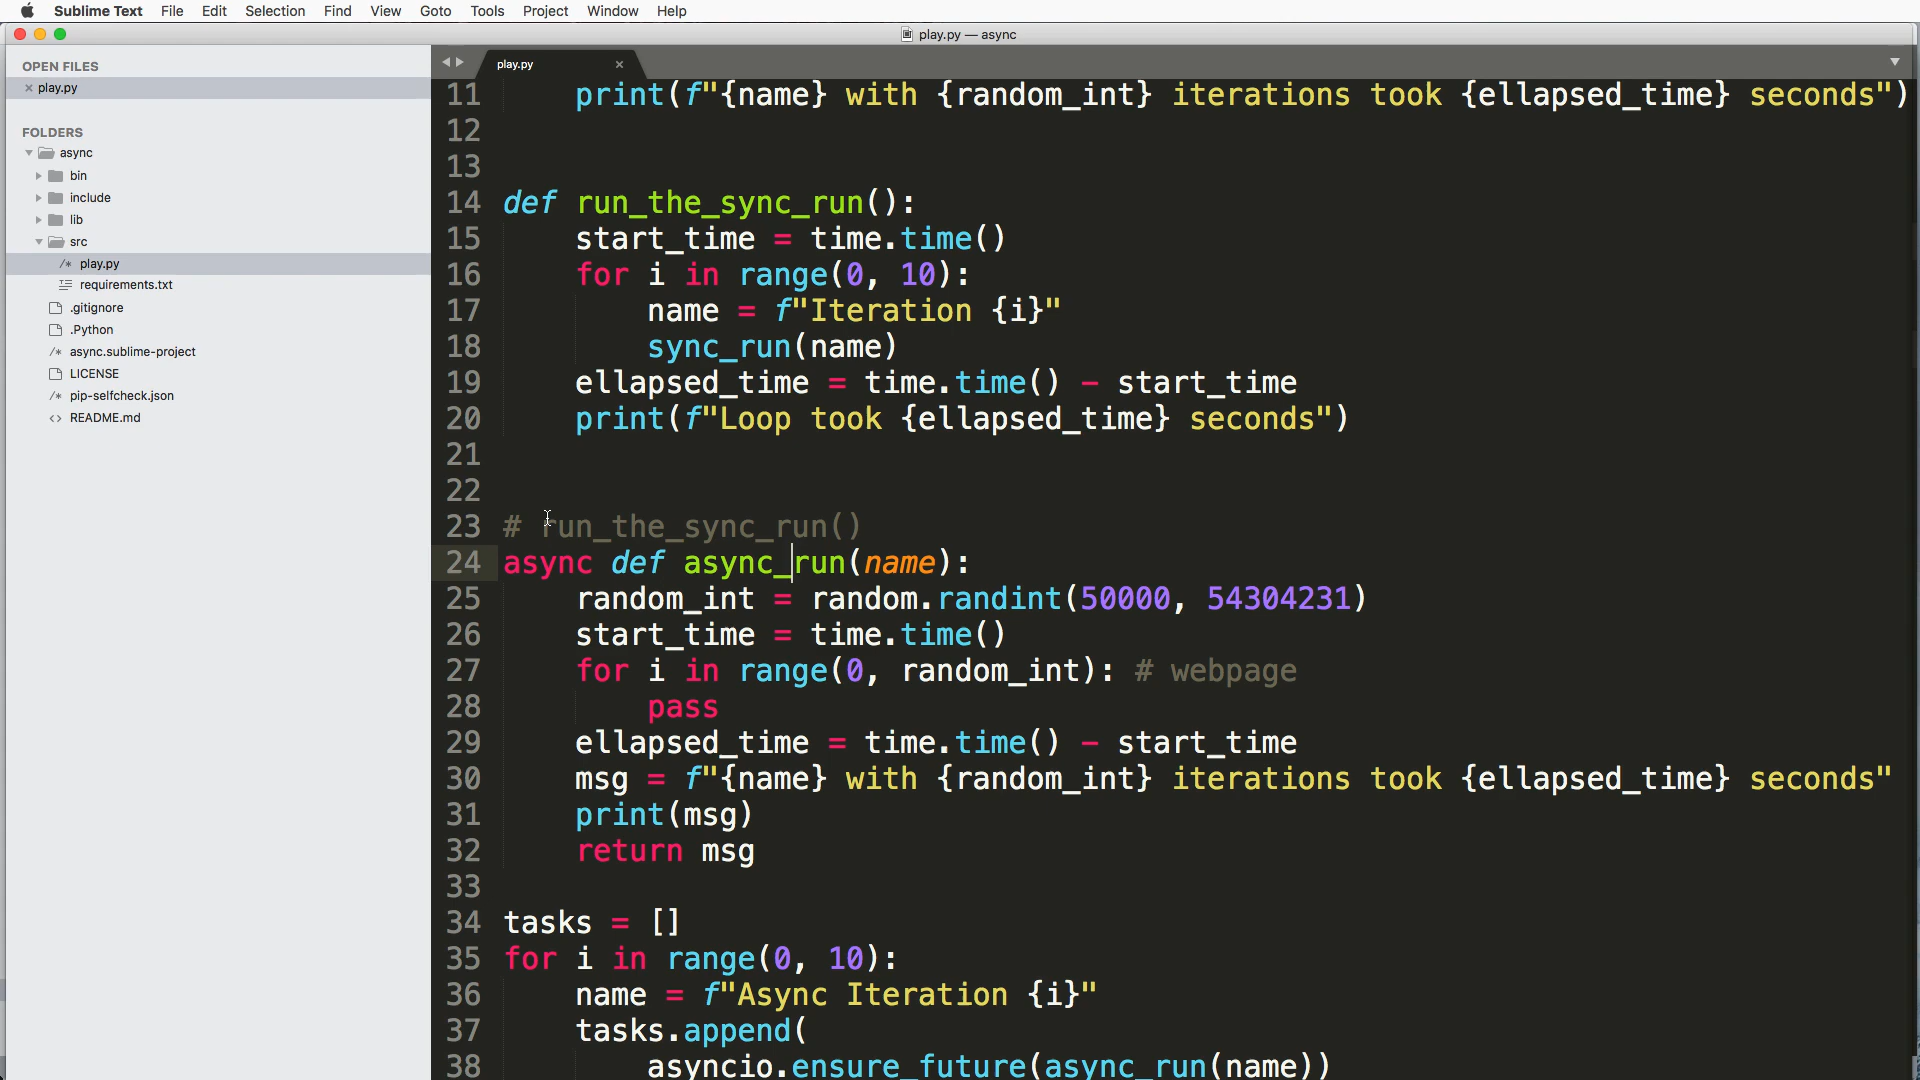 Sublime Text File Edit Selection Find View Goto Tools Project Window Help
play.py — async
OPEN FILES
play.py
FOLDERS
async
bin
include
lib
src
play.py
requirements.txt
.gitignore
.Python
async.sublime-project
LICENSE
pip-selfcheck.json
README.md
play.py
11     print(f"{name} with {random_int} iterations took {ellapsed_time} seconds")
12
13
14 def run_the_sync_run():
15     start_time = time.time()
16     for i in range(0, 10):
17         name = f"Iteration {i}"
18         sync_run(name)
19     ellapsed_time = time.time() - start_time
20     print(f"Loop took {ellapsed_time} seconds")
21
22
23 # run_the_sync_run()
24 async def async_run(name):
25     random_int = random.randint(50000, 54304231)
26     start_time = time.time()
27     for i in range(0, random_int): # webpage
28         pass
29     ellapsed_time = time.time() - start_time
30     msg = f"{name} with {random_int} iterations took {ellapsed_time} seconds"
31     print(msg)
32     return msg
33
34 tasks = []
35 for i in range(0, 10):
36     name = f"Async Iteration {i}"
37     tasks.append(
38         asyncio.ensure_future(async_run(name))